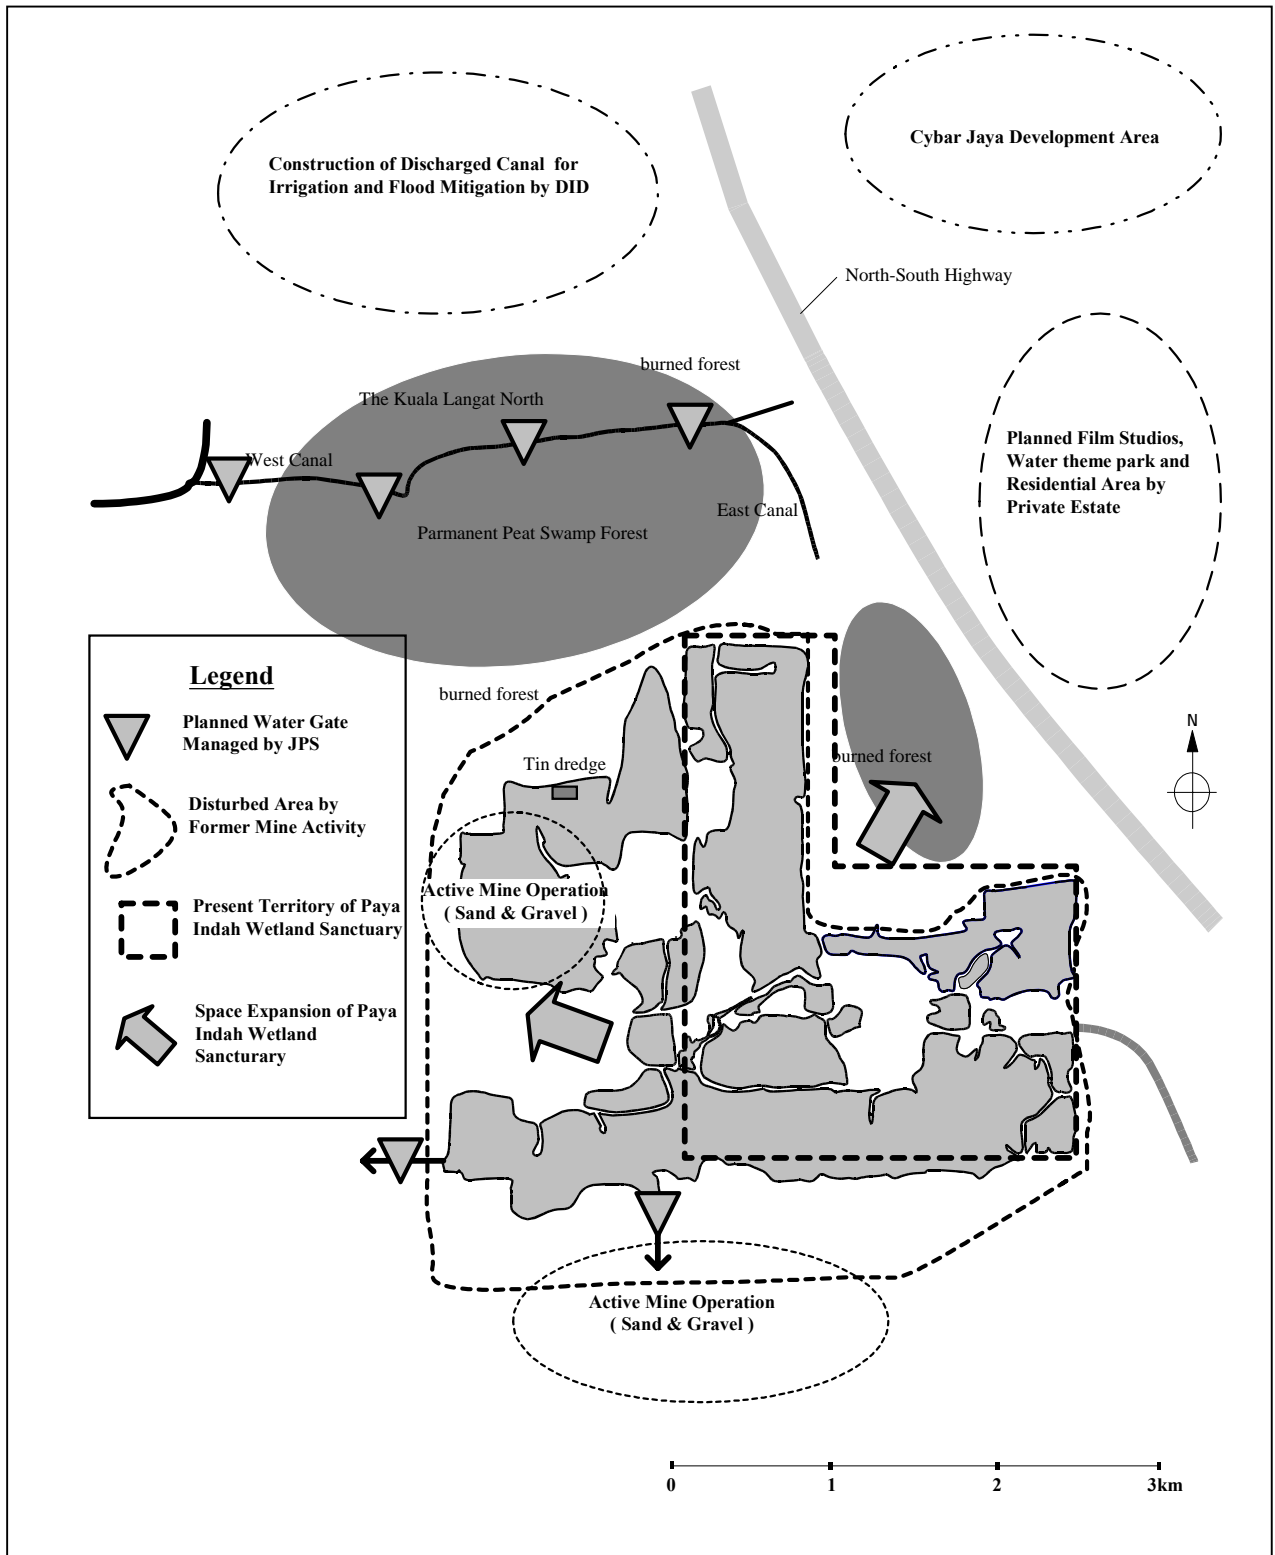 Construction of Discharged Canal for
Irrigation and Flood Mitigation by DID
Cybar Jaya Development Area
North-South Highway
burned forest
The Kuala Langat North
West Canal
Planned Film Studios,
Water theme park and
Residential Area by
Private Estate
East Canal
Parmanent Peat Swamp Forest
Legend
Planned Water Gate
Managed by JPS
Disturbed Area by
Former Mine Activity
Present Territory of Paya
Indah Wetland Sanctuary
Space Expansion of Paya
Indah Wetland
Sancturary
burned forest
Tin dredge
burned forest
N
Active Mine Operation
( Sand & Gravel )
Active Mine Operation
( Sand & Gravel )
0 1 2 3km